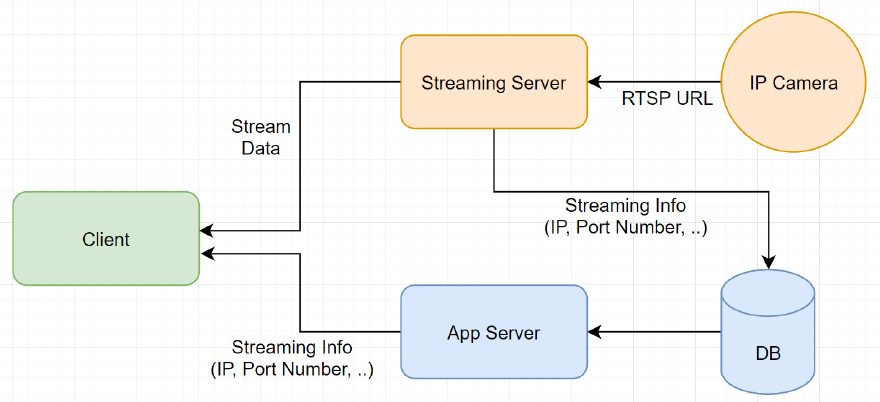 Streaming Server
IP Camera
RTSP URL
Stream
Data
Streaming Info
(IP, Port Number, ..)
Client
App Server
DB
Streaming Info
(IP, Port Number, ..)